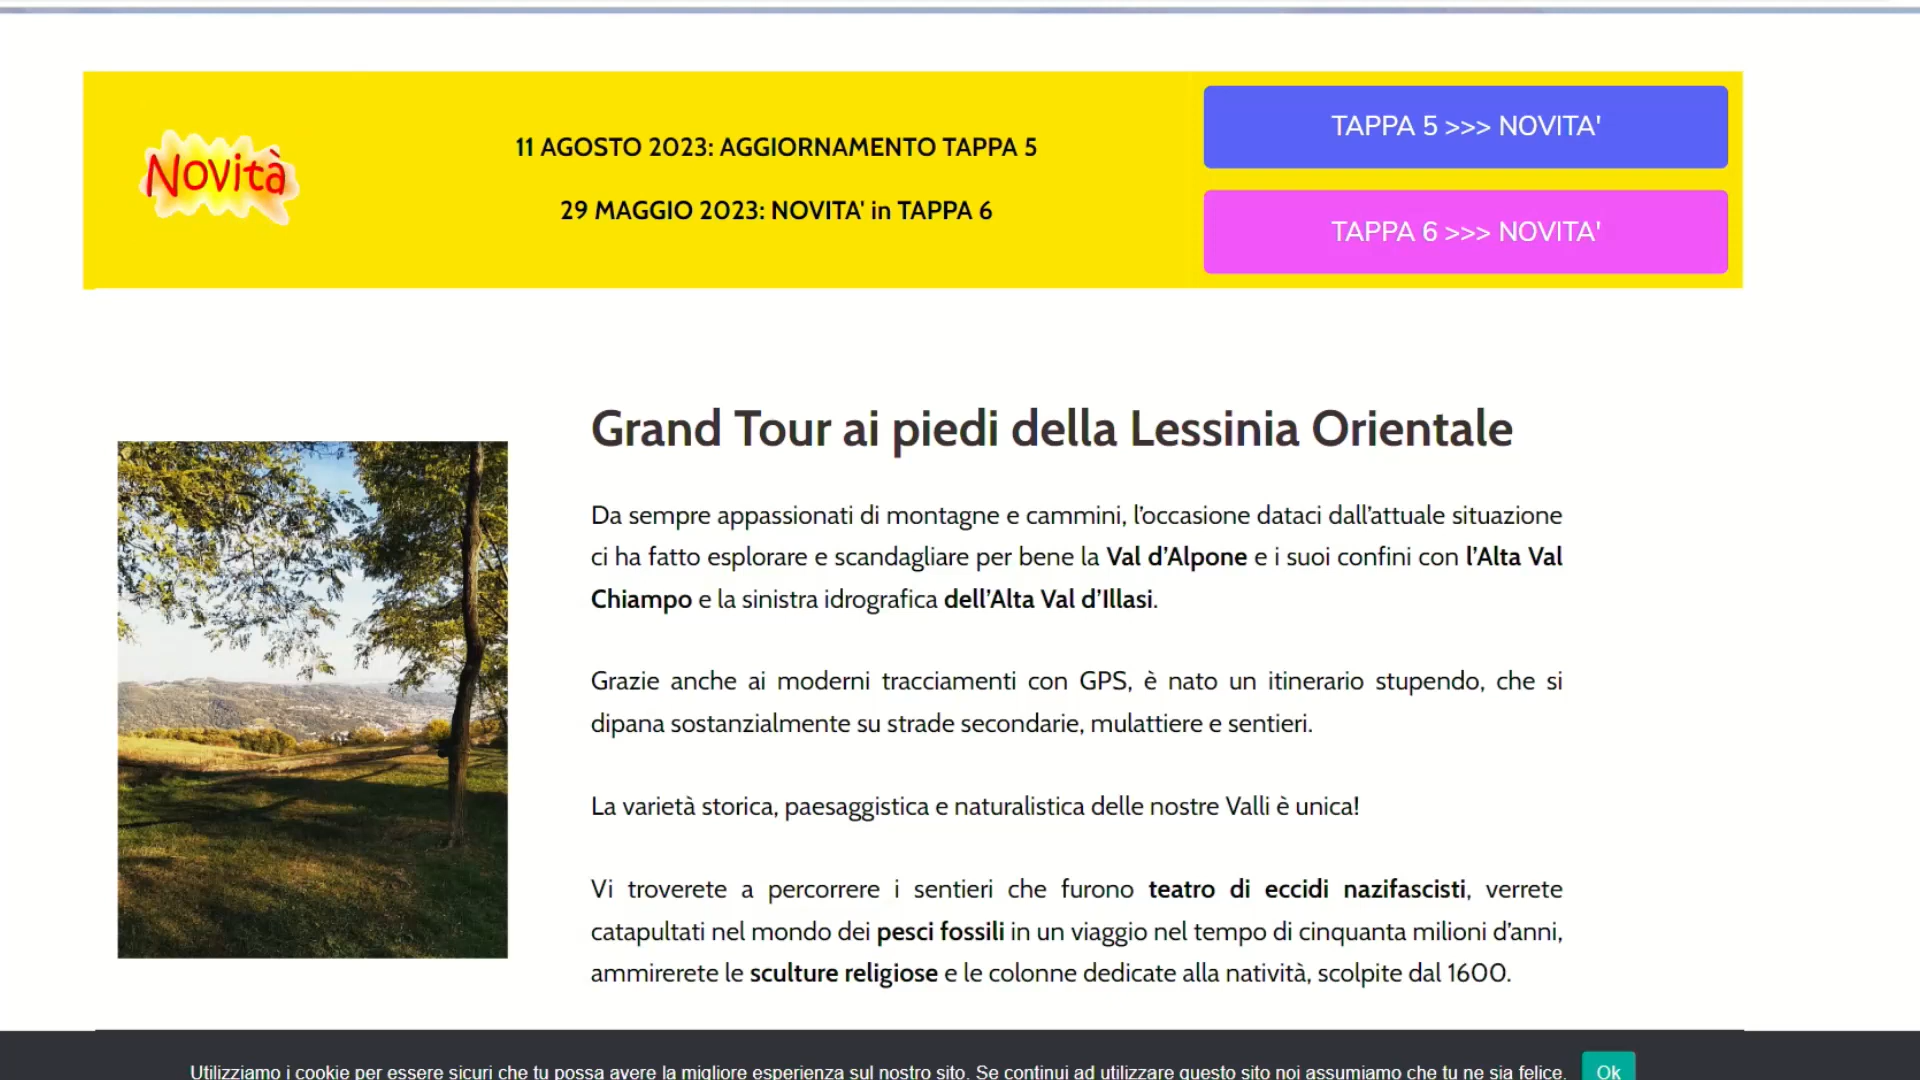 Novità
11 AGOSTO 2023: AGGIORNAMENTO TAPPA 5
29 MAGGIO 2023: NOVITA' in TAPPA 6
TAPPA 5 >>> NOVITA'
TAPPA 6 >>> NOVITA'
Grand Tour ai piedi della Lessinia Orientale
Da sempre appassionati di montagne e cammini, l’occasione dataci dall’attuale situazione
ci ha fatto esplorare e scandagliare per bene la Val d’Alpone e i suoi confini con l’Alta Val
Chiampo e la sinistra idrografica dell’Alta Val d’Illasi.
Grazie anche ai moderni tracciamenti con GPS, è nato un itinerario stupendo, che si
dipana sostanzialmente su strade secondarie, mulattiere e sentieri.
La varietà storica, paesaggistica e naturalistica delle nostre Valli è unica!
Vi troverete a percorrere i sentieri che furono teatro di eccidi nazifascisti, verrete
catapultati nel mondo dei pesci fossili in un viaggio nel tempo di cinquanta milioni d’anni,
ammirerete le sculture religiose e le colonne dedicate alla natività, scolpite dal 1600.
Utilizziamo i cookie per essere sicuri che tu possa avere la migliore esperienza sul nostro sito. Se continui ad utilizzare questo sito noi assumiamo che tu ne sia felice.
Ok